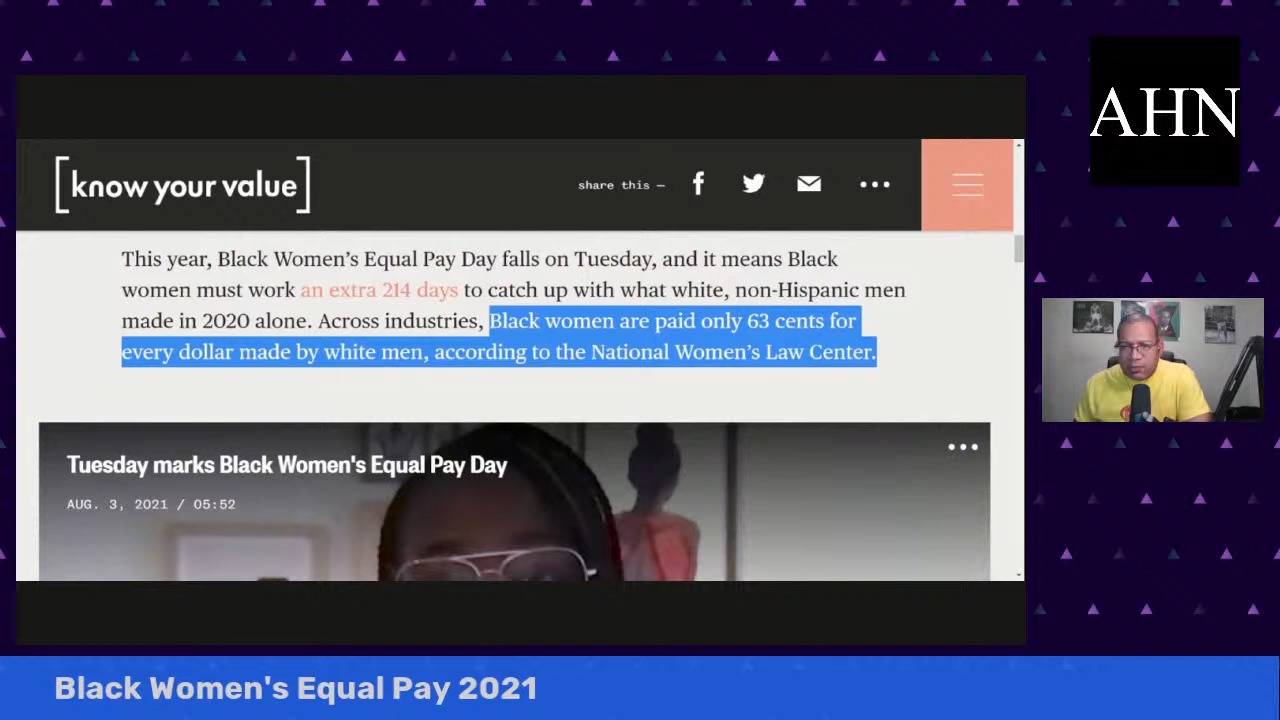 AHN
[know your value]
share this —
This year, Black Women's Equal Pay Day falls on Tuesday, and it means Black
women must work an extra 214 days to catch up with what white, non-Hispanic men
made in 2020 alone. Across industries, Black women are paid only 63 cents for
every dollar made by white men, according to the National Women's Law Center.
Tuesday marks Black Women's Equal Pay Day
AUG. 3, 2021 / 05:52
Black Women's Equal Pay 2021